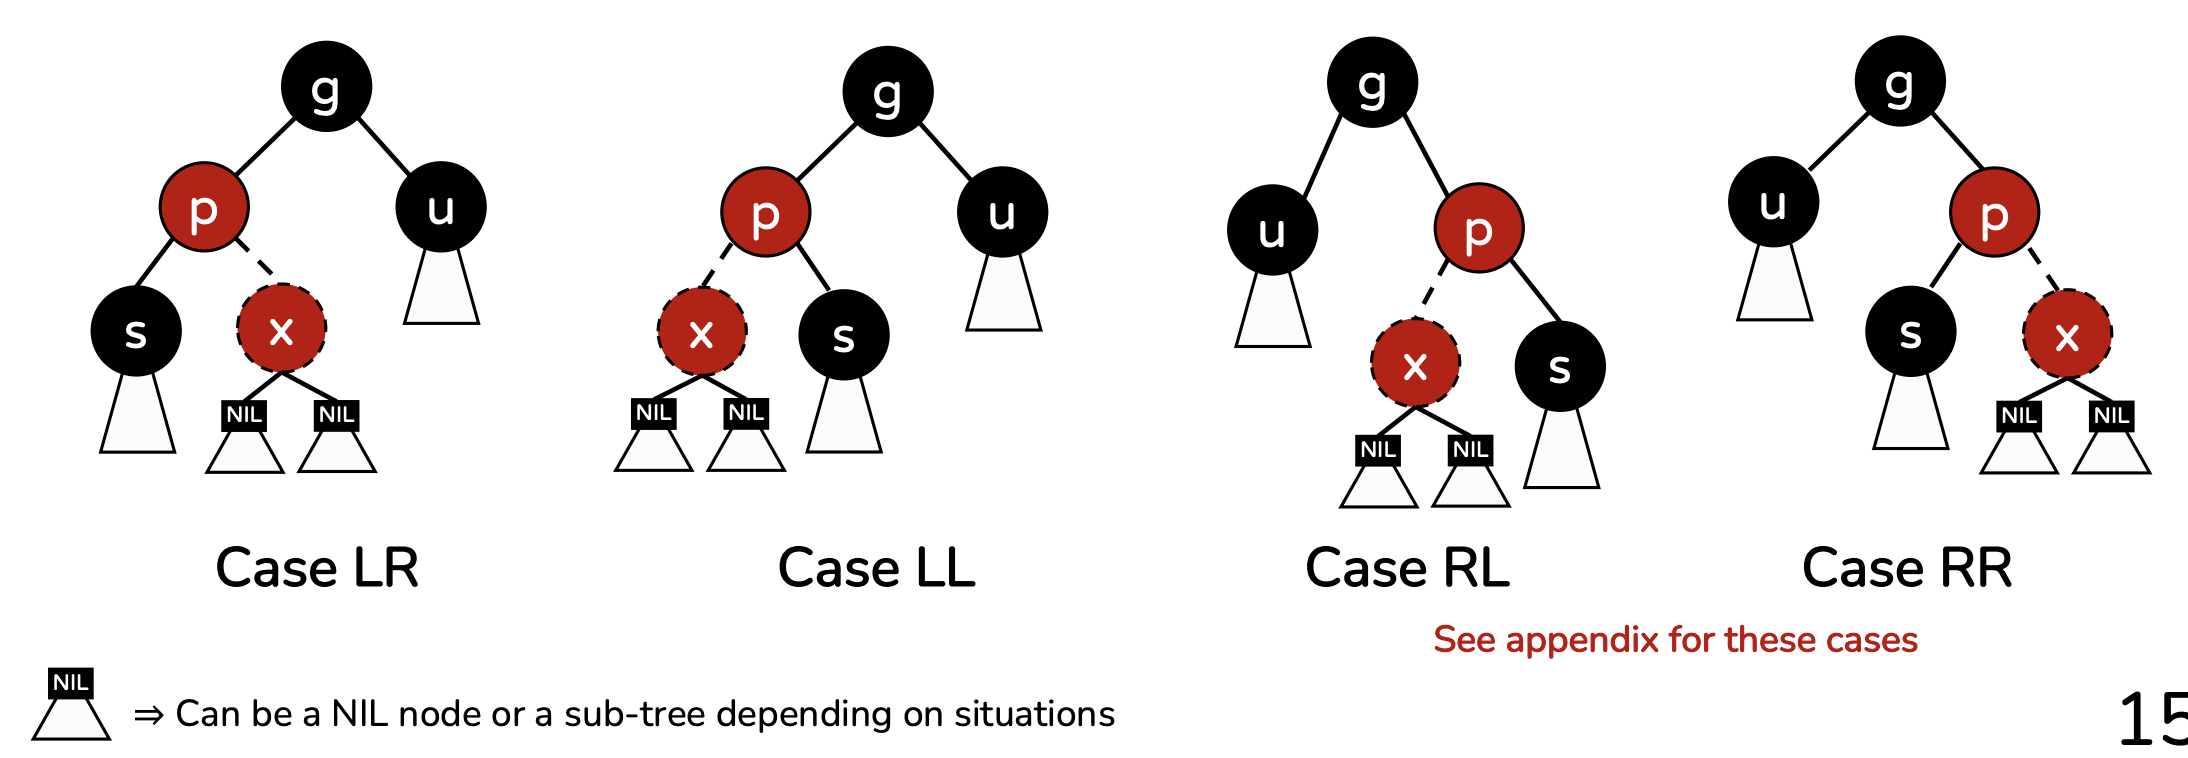 g
p
u
s
x
NIL
NIL
Case LR
g
p
u
x
s
NIL
NIL
Case LL
g
u
p
x
s
NIL
NIL
Case RL
g
u
p
s
x
NIL
NIL
Case RR
See appendix for these cases
NIL
⇒ Can be a NIL node or a sub-tree depending on situations
15